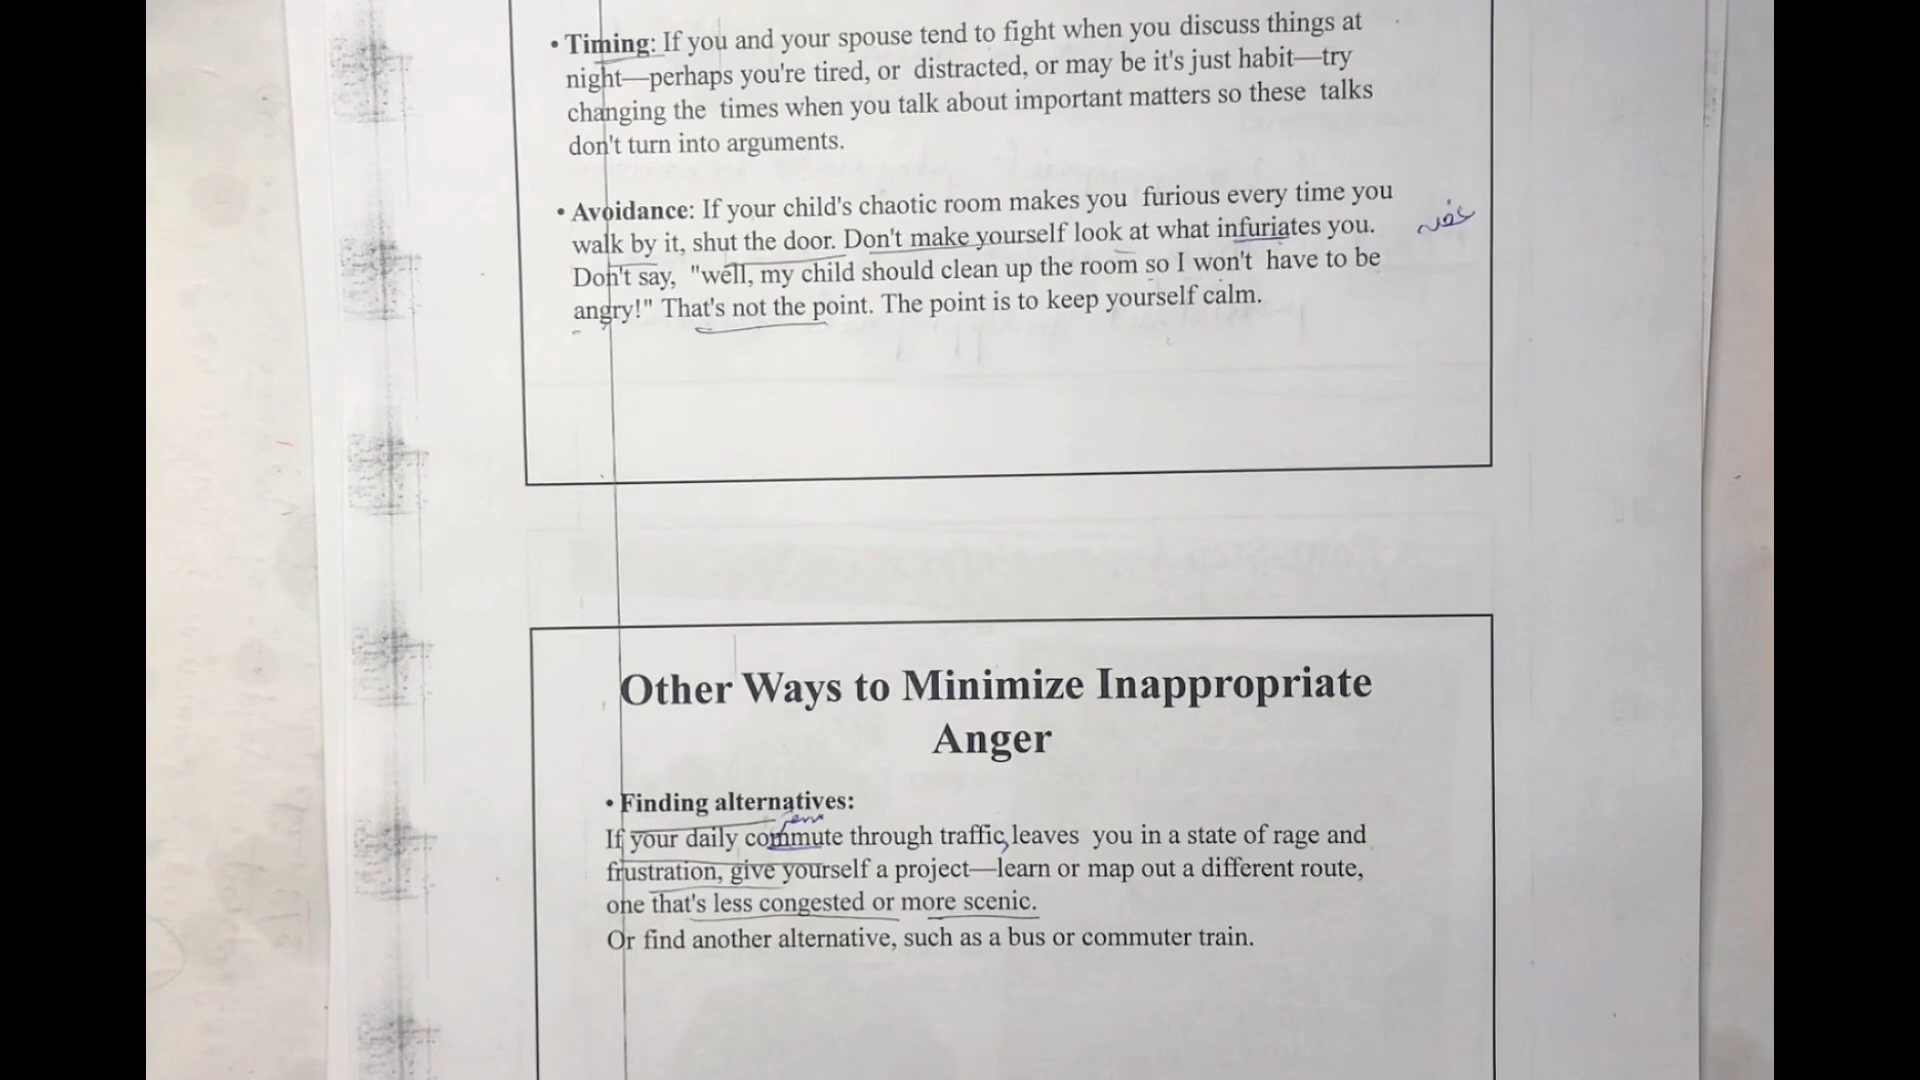 • Timing: If you and your spouse tend to fight when you discuss things at
night—perhaps you're tired, or distracted, or may be it's just habit—try
changing the times when you talk about important matters so these talks
don't turn into arguments.
• Avoidance: If your child's chaotic room makes you furious every time you
walk by it, shut the door. Don't make yourself look at what infuriates you.
Don't say, "well, my child should clean up the room so I won't have to be
angry!" That's not the point. The point is to keep yourself calm.
Other Ways to Minimize Inappropriate
Anger
• Finding alternatives:
If your daily commute through traffic leaves you in a state of rage and
frustration, give yourself a project—learn or map out a different route,
one that's less congested or more scenic.
Or find another alternative, such as a bus or commuter train.